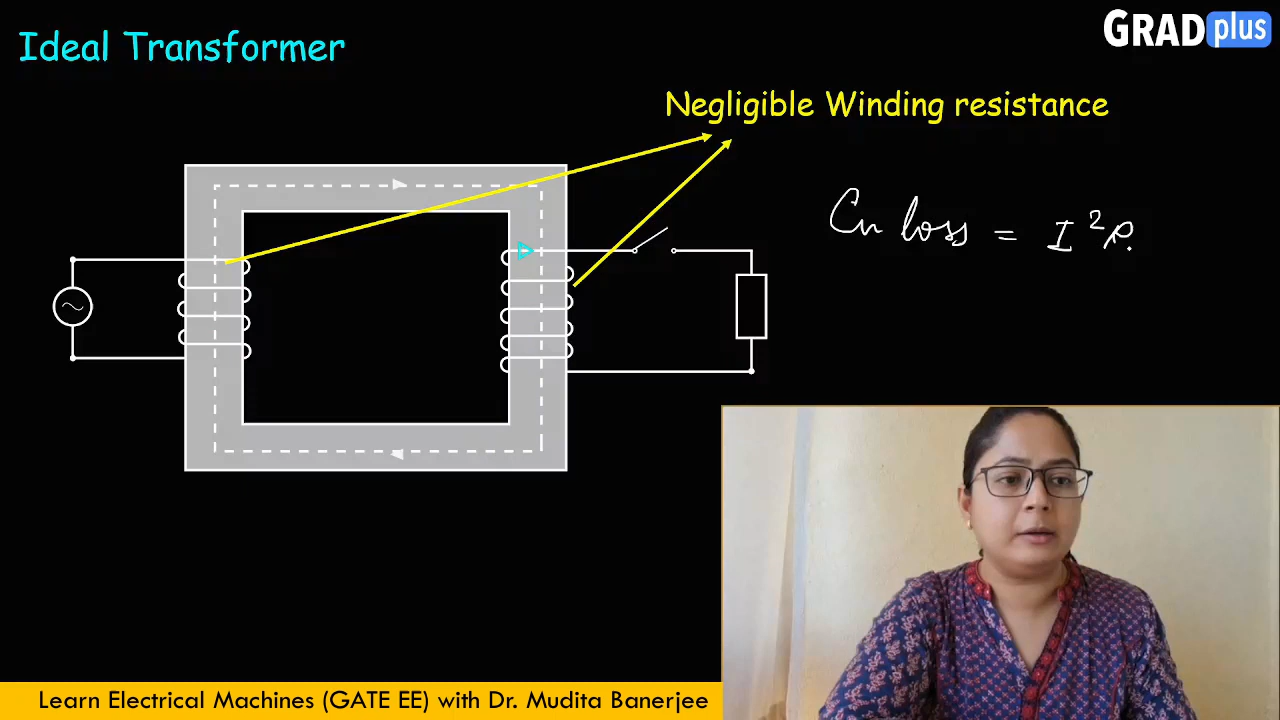 Ideal Transformer
GRADplus
Negligible Winding resistance
Cu loss = I²R.
Learn Electrical Machines (GATE EE) with Dr. Mudita Banerjee